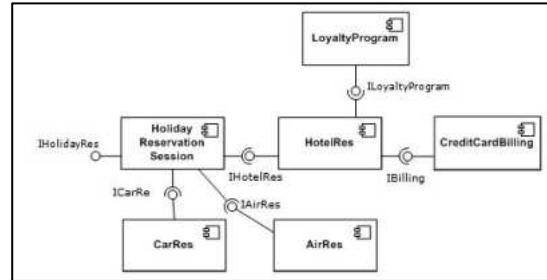 LoyaltyProgram
ILoyaltyProgram
Holiday
Reservation
Session
HotelRes
CreditCardBilling
IHolidayRes
IHotelRes
IBilling
ICarRe
IAirRes
CarRes
AirRes